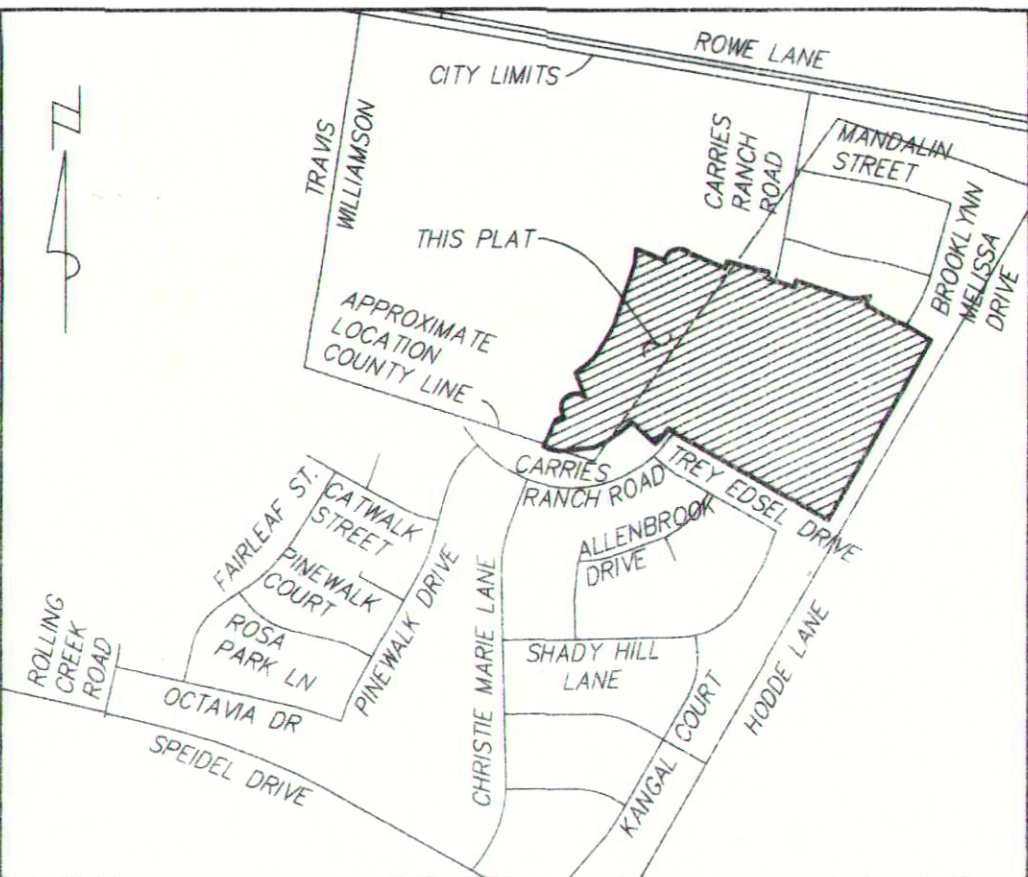 ROWE LANE
CITY LIMITS
N
TRAVIS
WILLIAMSON
CARRIES
RANCH
ROAD
MANDALIN
STREET
THIS PLAT
BROOKLYNN
MELISSA
DRIVE
APPROXIMATE
LOCATION
COUNTY LINE
CARRIES
RANCH ROAD
TREY EDSEL DRIVE
FAIRLEAF ST.
CATWALK
STREET
ALLENBROOK
DRIVE
PINEWALK
COURT
PINEWALK DRIVE
ROLLING
CREEK
ROAD
ROSA
PARK LN
CHRISTIE MARIE LANE
SHADY HILL
LANE
HODDE LANE
OCTAVIA DR
SPEIDEL DRIVE
KANGAL COURT